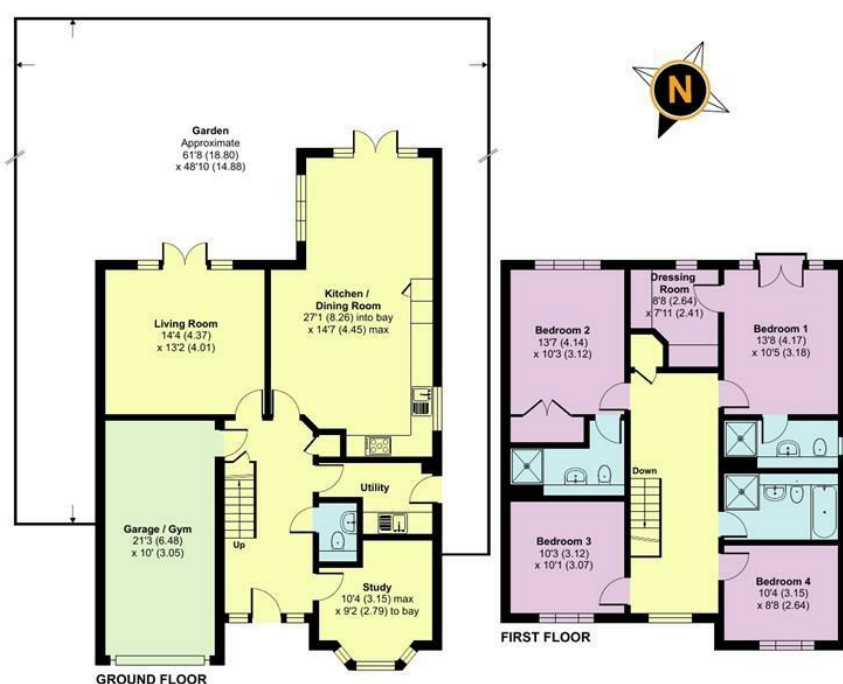 Garden
Approximate
61'8 (18.80)
x 48'10 (14.88)
N
Kitchen /
Dining Room
27'1 (8.26) into bay
x 14'7 (4.45) max
Living Room
14'4 (4.37)
x 13'2 (4.01)
Utility
Garage / Gym
21'3 (6.48)
x 10' (3.05)
Up
Study
10'4 (3.15) max
x 9'2 (2.79) to bay
GROUND FLOOR
Dressing
Room
8'8 (2.64)
x 7'11 (2.41)
Bedroom 2
13'7 (4.14)
x 10'3 (3.12)
Bedroom 1
13'8 (4.17)
x 10'5 (3.18)
Down
Bedroom 3
10'3 (3.12)
x 10'1 (3.07)
Bedroom 4
10'4 (3.15)
x 8'8 (2.64)
FIRST FLOOR